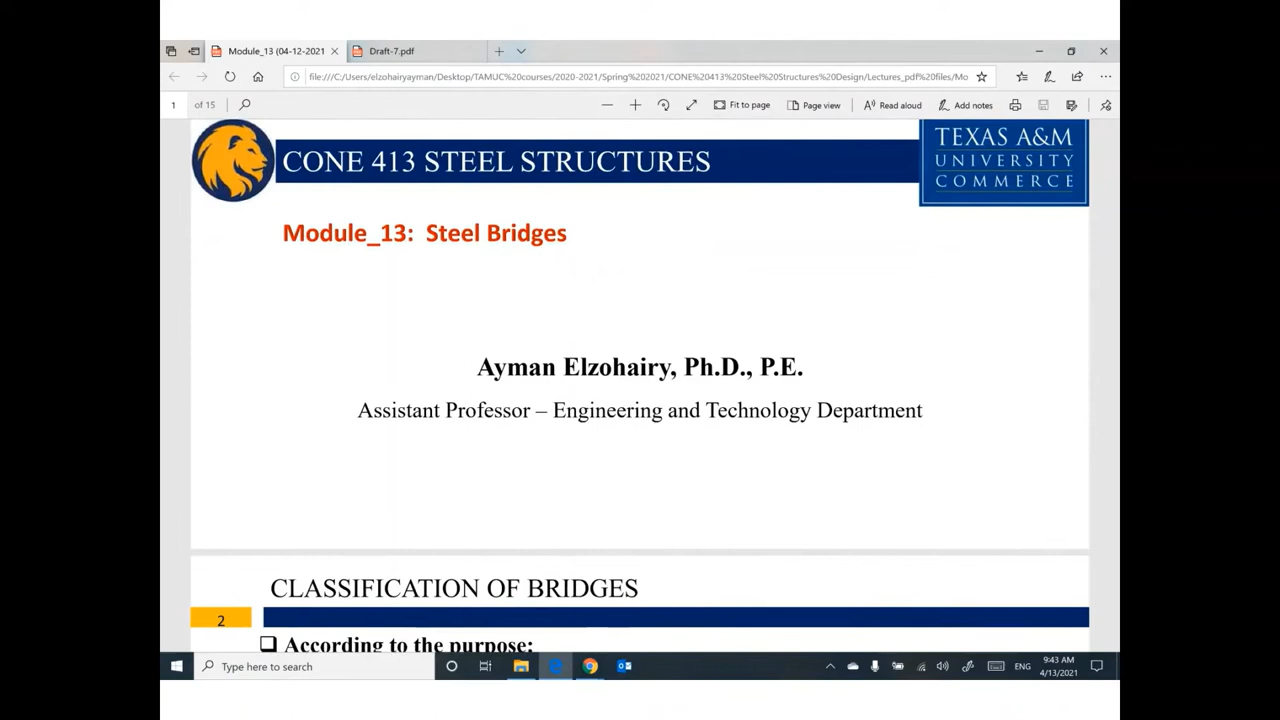 Module_13 (04-12-2021
Draft-7.pdf
file:///C:/Users/elzohairyayman/Desktop/TAMUC%20courses/2020-2021/Spring%202021/CONE%20413%20Steel%20Structures%20Design/Lectures_pdf%20files/Mo
1 of 15
Fit to page
Page view
Read aloud
Add notes
CONE 413 STEEL STRUCTURES
TEXAS A&M
UNIVERSITY
COMMERCE
Module_13: Steel Bridges
Ayman Elzohairy, Ph.D., P.E.
Assistant Professor – Engineering and Technology Department
CLASSIFICATION OF BRIDGES
2
According to the purpose:
Type here to search
ENG
9:43 AM
4/13/2021